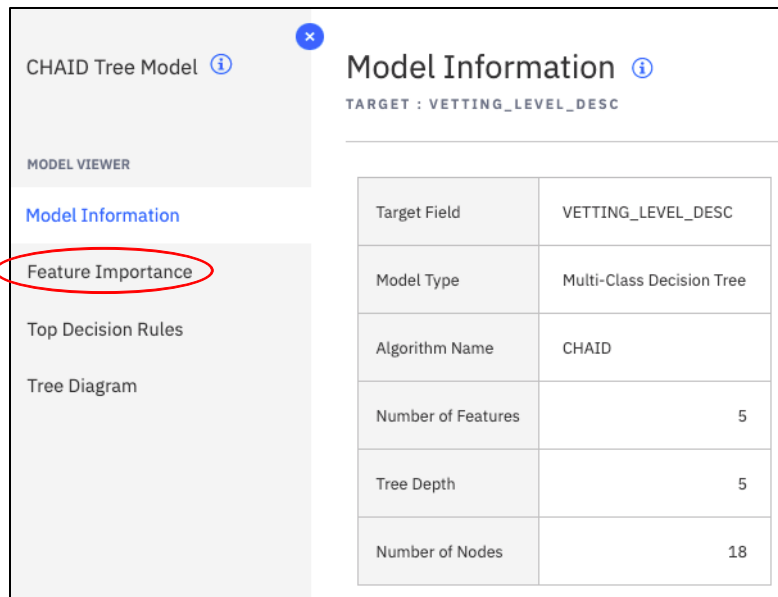 CHAID Tree Model
MODEL VIEWER
Model Information
Feature Importance
Top Decision Rules
Tree Diagram
Model Information
TARGET : VETTING_LEVEL_DESC
Target Field VETTING_LEVEL_DESC
Model Type Multi-Class Decision Tree
Algorithm Name CHAID
Number of Features 5
Tree Depth 5
Number of Nodes 18